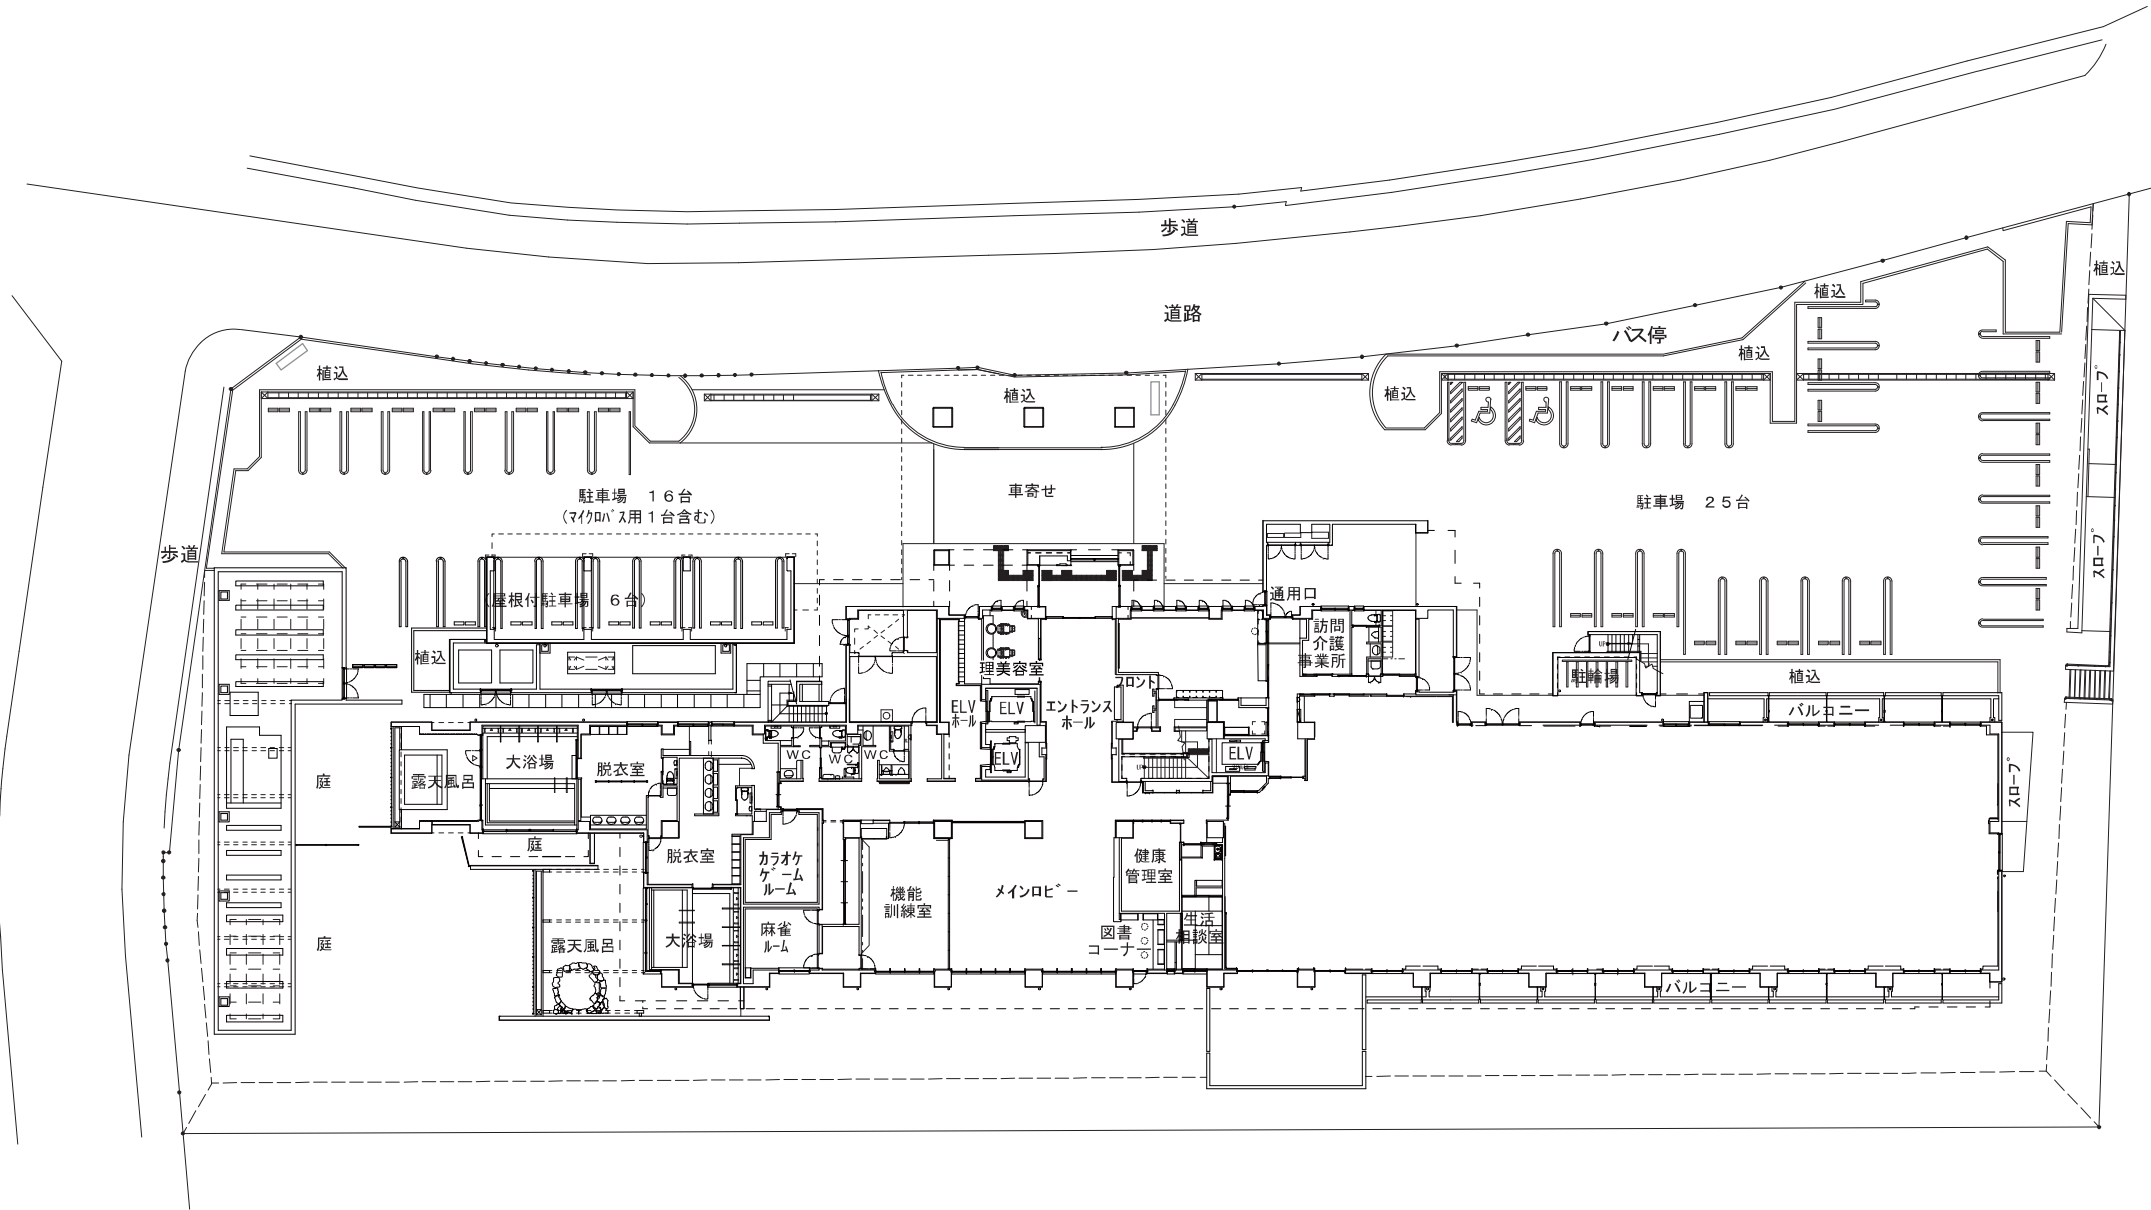 歩道
道路
植込
植込
バス停
植込
植込
植込
植込
スロープ
車寄せ
駐車場 16台
(マイクロバス用1台含む)
駐車場 25台
歩道
スロープ
(屋根付駐車場 6台)
通用口
訪問
介護
事業所
植込
理美容室
駐輪場
植込
フロント
ELV
ホール
ELV
エントランス
ホール
バルコニー
UP
UP
WC
WC
WC
ELV
ELV
大浴場
脱衣室
露天風呂
庭
スロープ
庭
脱衣室
カラオケ
ゲーム
ルーム
健康
管理室
機能
訓練室
メインロビー
庭
露天風呂
大浴場
麻雀
ルーム
図書
コーナー
生活
相談室
バルコニー